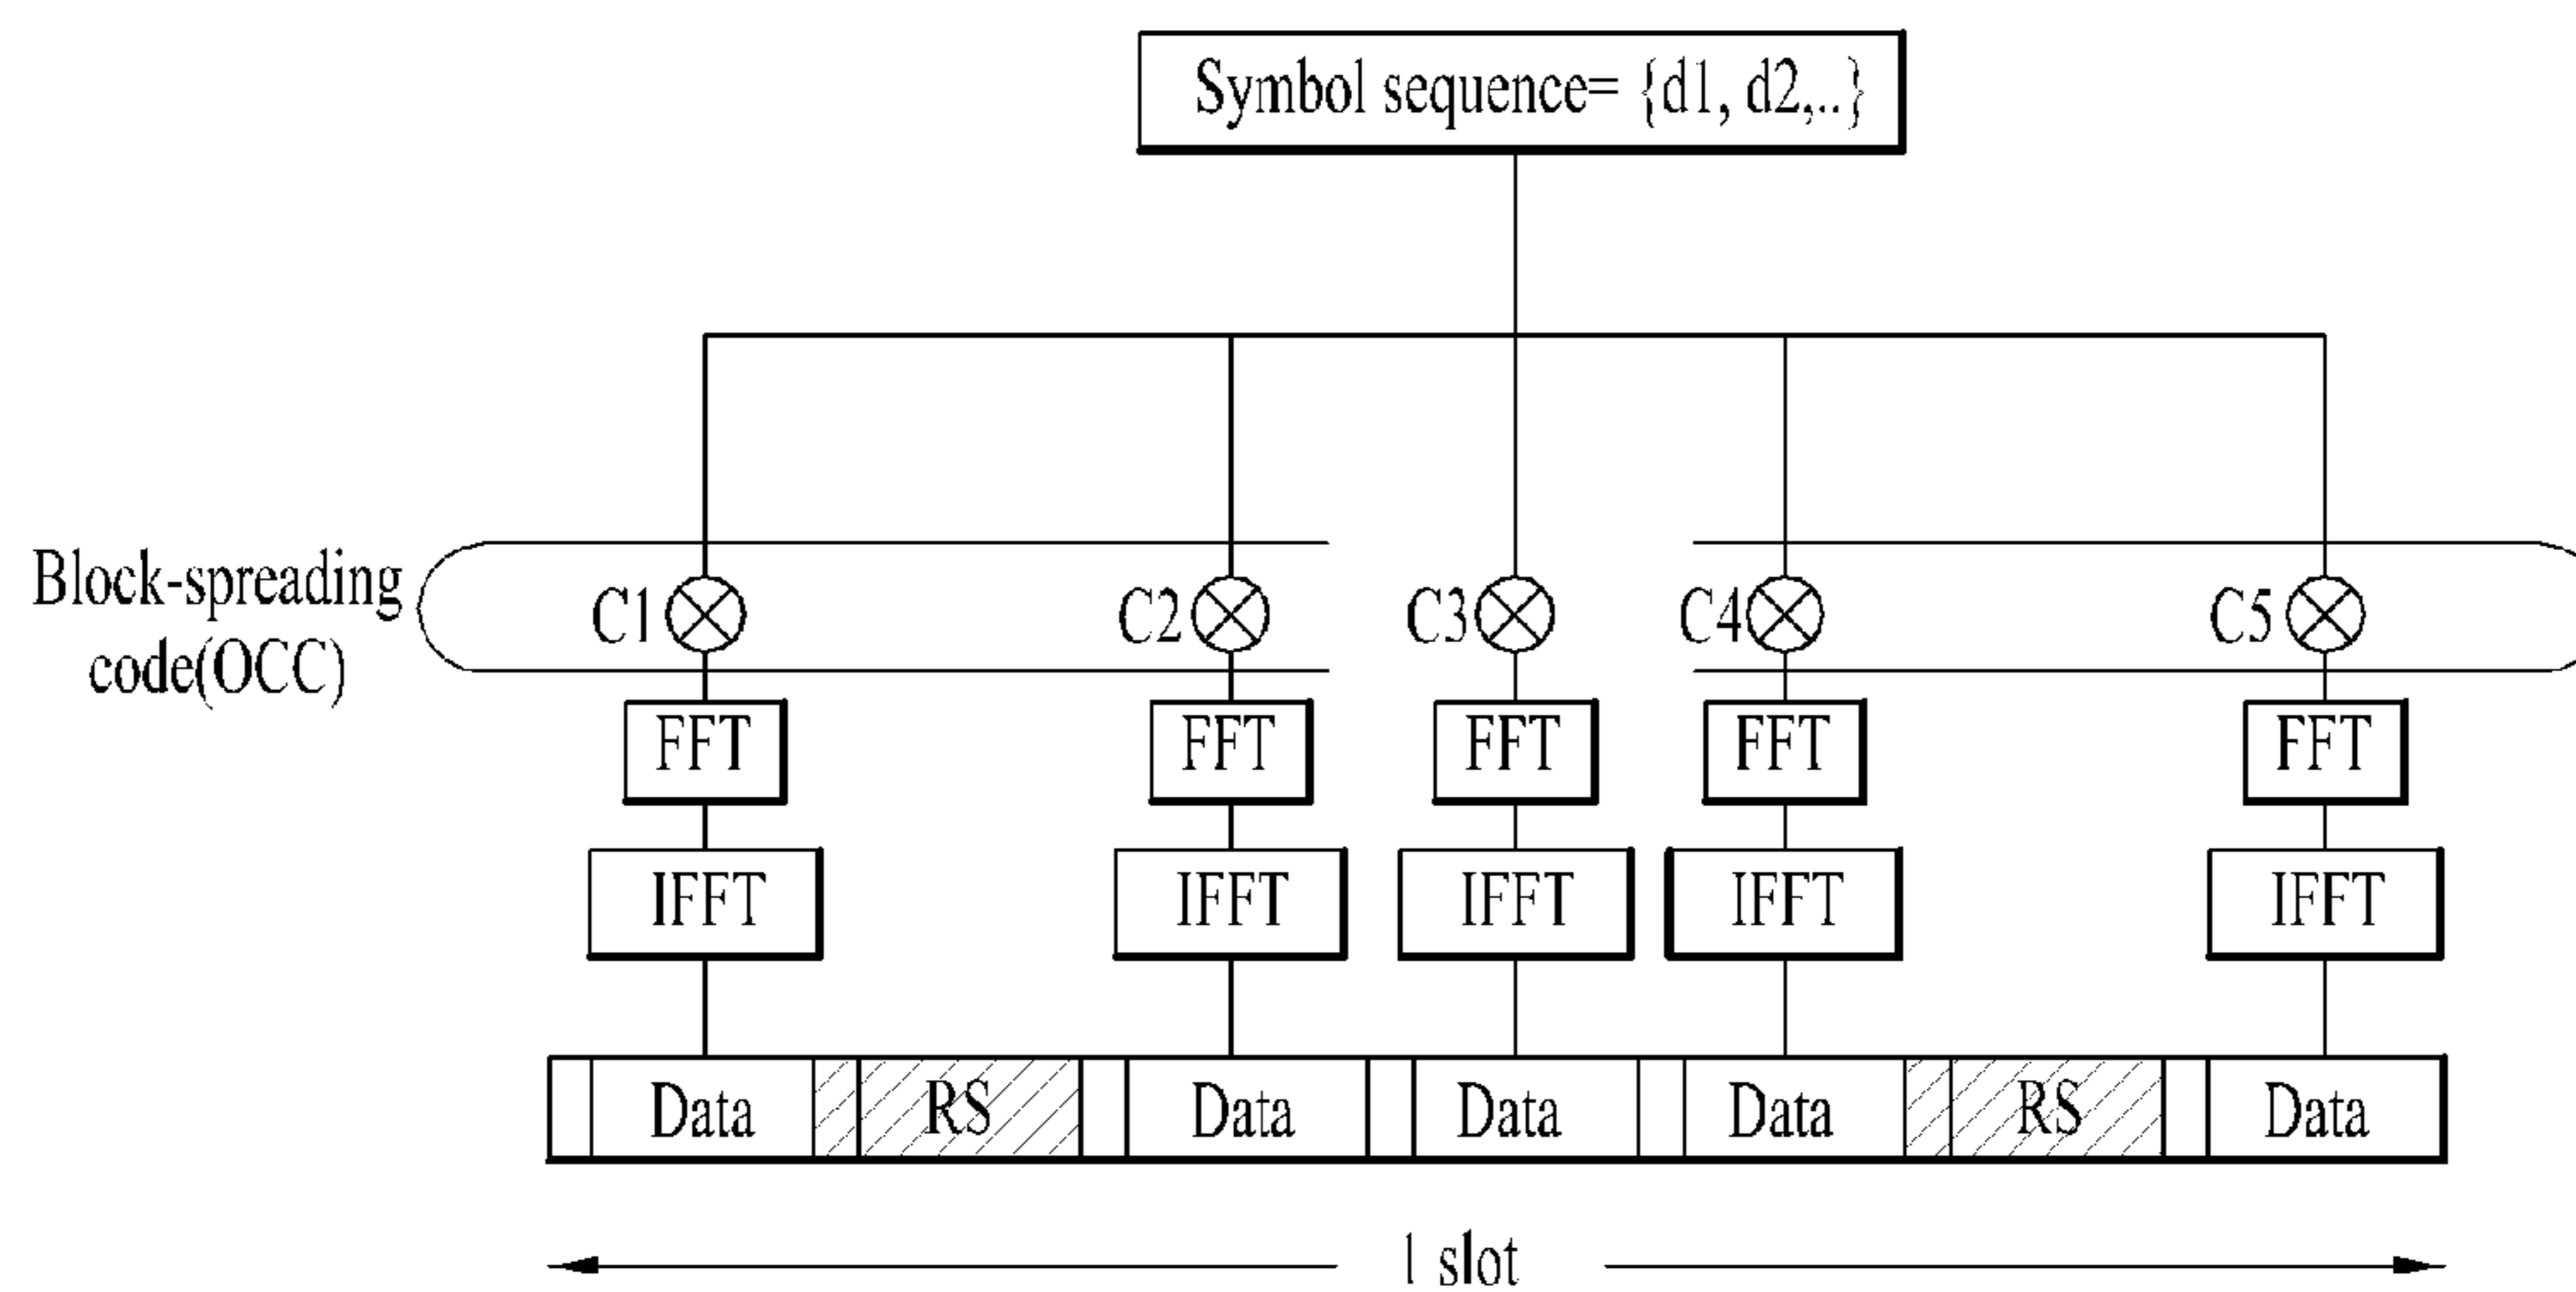 Symbol sequence= {d1, d2,..}
Block-spreading
code(OCC)
C1 C2 C3 C4 C5
FFT FFT FFT FFT FFT
IFFT IFFT IFFT IFFT IFFT
Data RS Data Data Data RS Data
1 slot